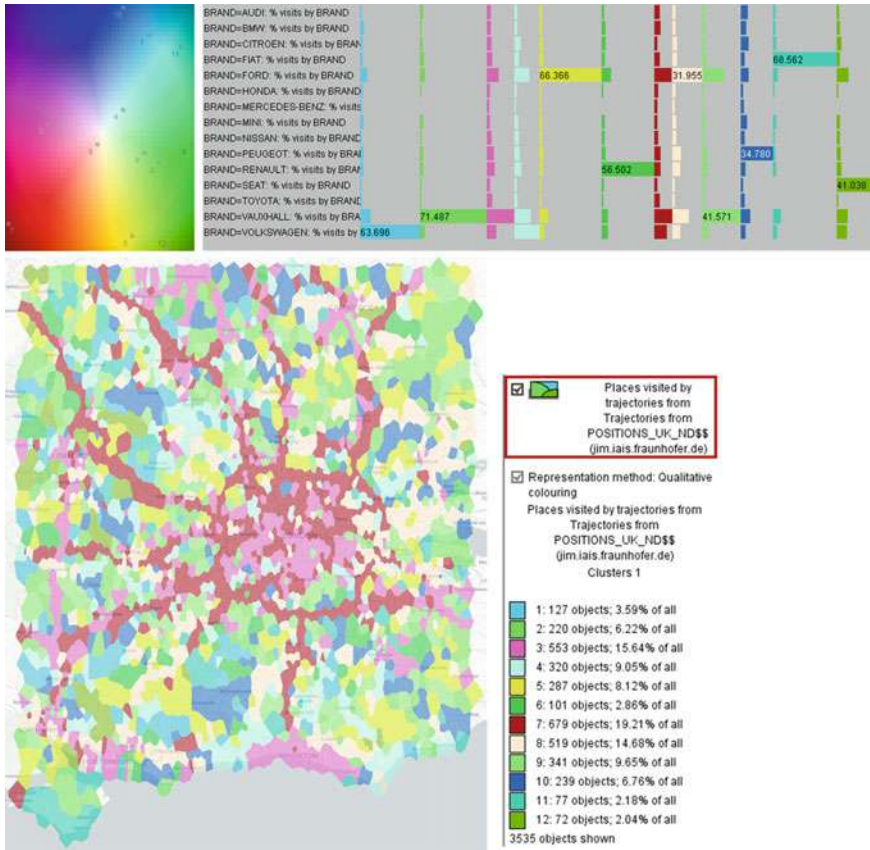 BRAND=AUDI: % visits by BRAND
BRAND=BMW: % visits by BRAND
BRAND=CITROEN: % visits by BRAN
BRAND=FIAT: % visits by BRAND 68.562
BRAND=FORD: % visits by BRAND 66.366 31.955
BRAND=HONDA: % visits by BRAND
BRAND=MERCEDES-BENZ: % visits
BRAND=MINI: % visits by BRAND
BRAND=NISSAN: % visits by BRAND
BRAND=PEUGEOT: % visits by BRAI 34.780
BRAND=RENAULT: % visits by BRAI 56.502
BRAND=SEAT: % visits by BRAND 41.038
BRAND=TOYOTA: % visits by BRAND
BRAND=VAUXHALL: % visits by BRA 71.487 41.571
BRAND=VOLKSWAGEN: % visits by 63.696
Places visited by
trajectories from
Trajectories from
POSITIONS_UK_ND$$
(jim.iais.fraunhofer.de)
Representation method: Qualitative
colouring
Places visited by trajectories from
Trajectories from
POSITIONS_UK_ND$$
(jim.iais.fraunhofer.de)
Clusters 1
1: 127 objects; 3.59% of all
2: 220 objects; 6.22% of all
3: 553 objects; 15.64% of all
4: 320 objects; 9.05% of all
5: 287 objects; 8.12% of all
6: 101 objects; 2.86% of all
7: 679 objects; 19.21% of all
8: 519 objects; 14.68% of all
9: 341 objects; 9.65% of all
10: 239 objects; 6.76% of all
11: 77 objects; 2.18% of all
12: 72 objects; 2.04% of all
3535 objects shown